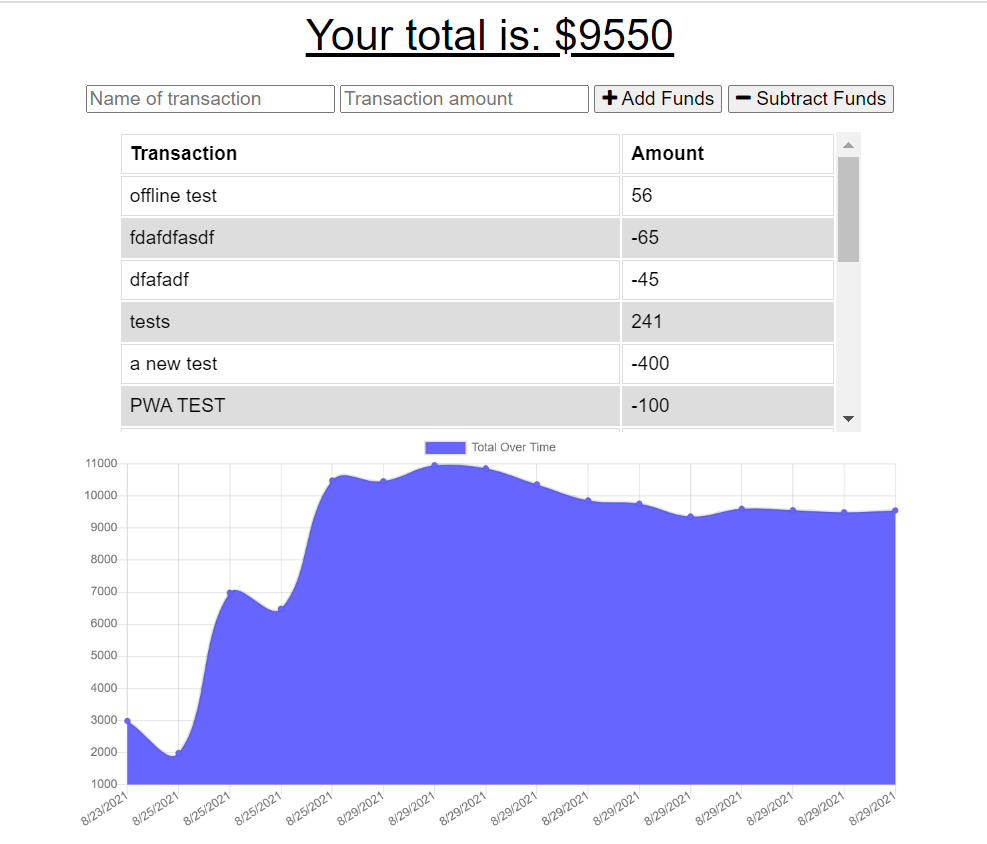 Your total is: $9550
Name of transaction Transaction amount Add Funds Subtract Funds
Transaction Amount
offline test 56
fdafdfasdf -65
dfafadf -45
tests 241
a new test -400
PWA TEST -100
Total Over Time
11000
10000
9000
8000
7000
6000
5000
4000
3000
2000
1000
8/23/2021 8/25/2021 8/25/2021 8/25/2021 8/25/2021 8/29/2021 8/29/2021 8/29/2021 8/29/2021 8/29/2021 8/29/2021 8/29/2021 8/29/2021 8/29/2021 8/29/2021 8/29/2021